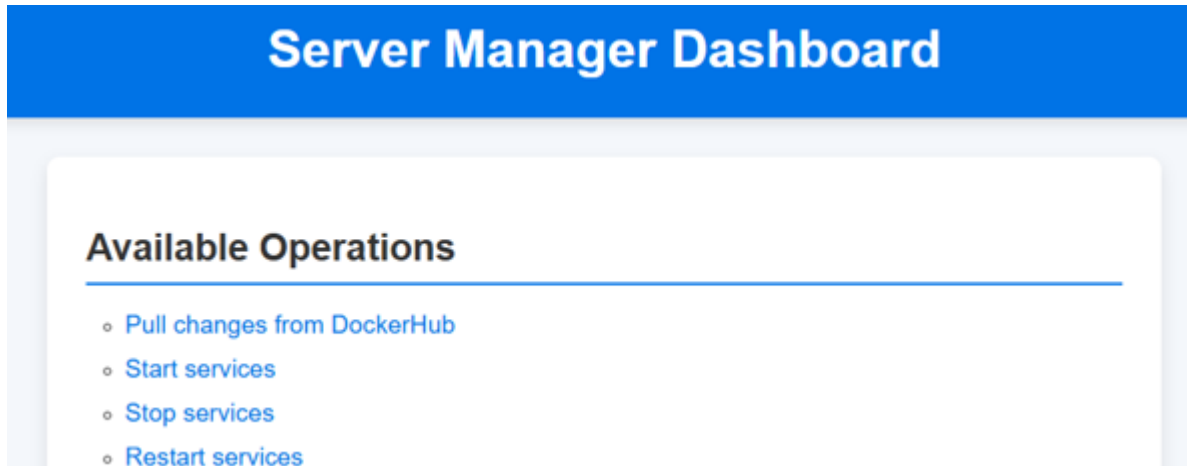 Server Manager Dashboard
Available Operations
Pull changes from DockerHub
Start services
Stop services
Restart services